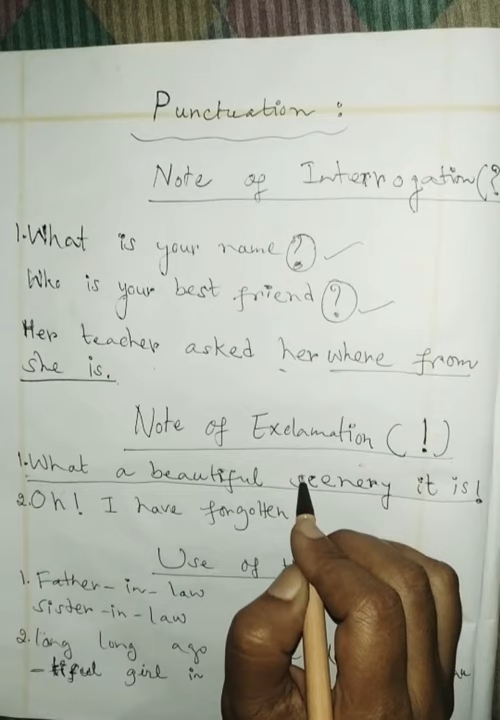 Punctuation :
Note of Interrogation (?
1. What is your name ?
Who is your best friend ?
Her teacher asked her where from
she is.
Note of Exclamation ( ! )
1. What a beautiful sceenery it is!
2. Oh! I have forgotten
Use of
1. Father-in-law
Sister-in-law
2. long long ago
girl in